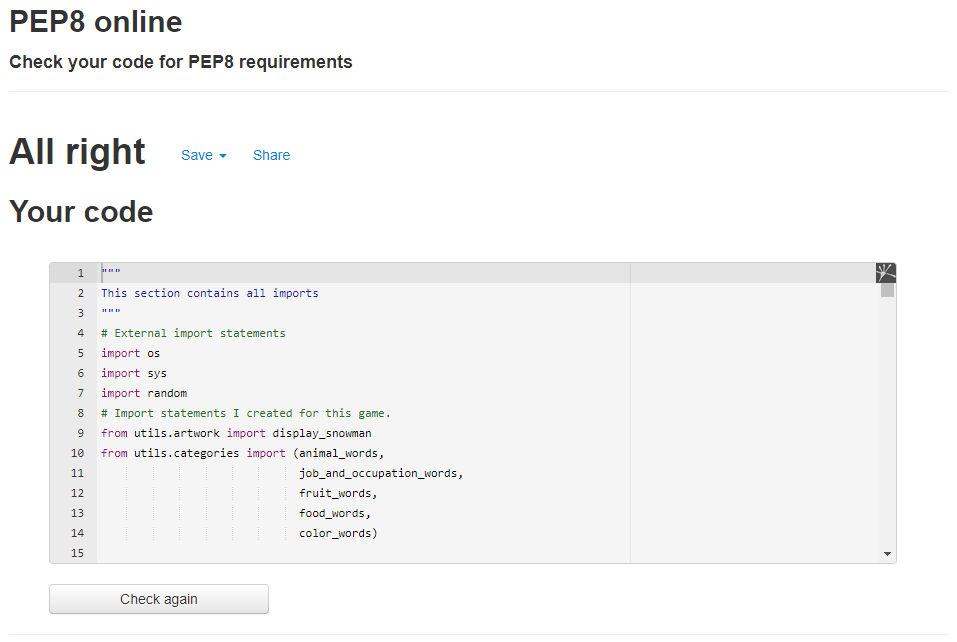 PEP8 online
Check your code for PEP8 requirements
All right Save Share
Your code
1 """
2 This section contains all imports
3 """
4 # External import statements
5 import os
6 import sys
7 import random
8 # Import statements I created for this game.
9 from utils.artwork import display_snowman
10 from utils.categories import (animal_words,
11 job_and_occupation_words,
12 fruit_words,
13 food_words,
14 color_words)
15
Check again